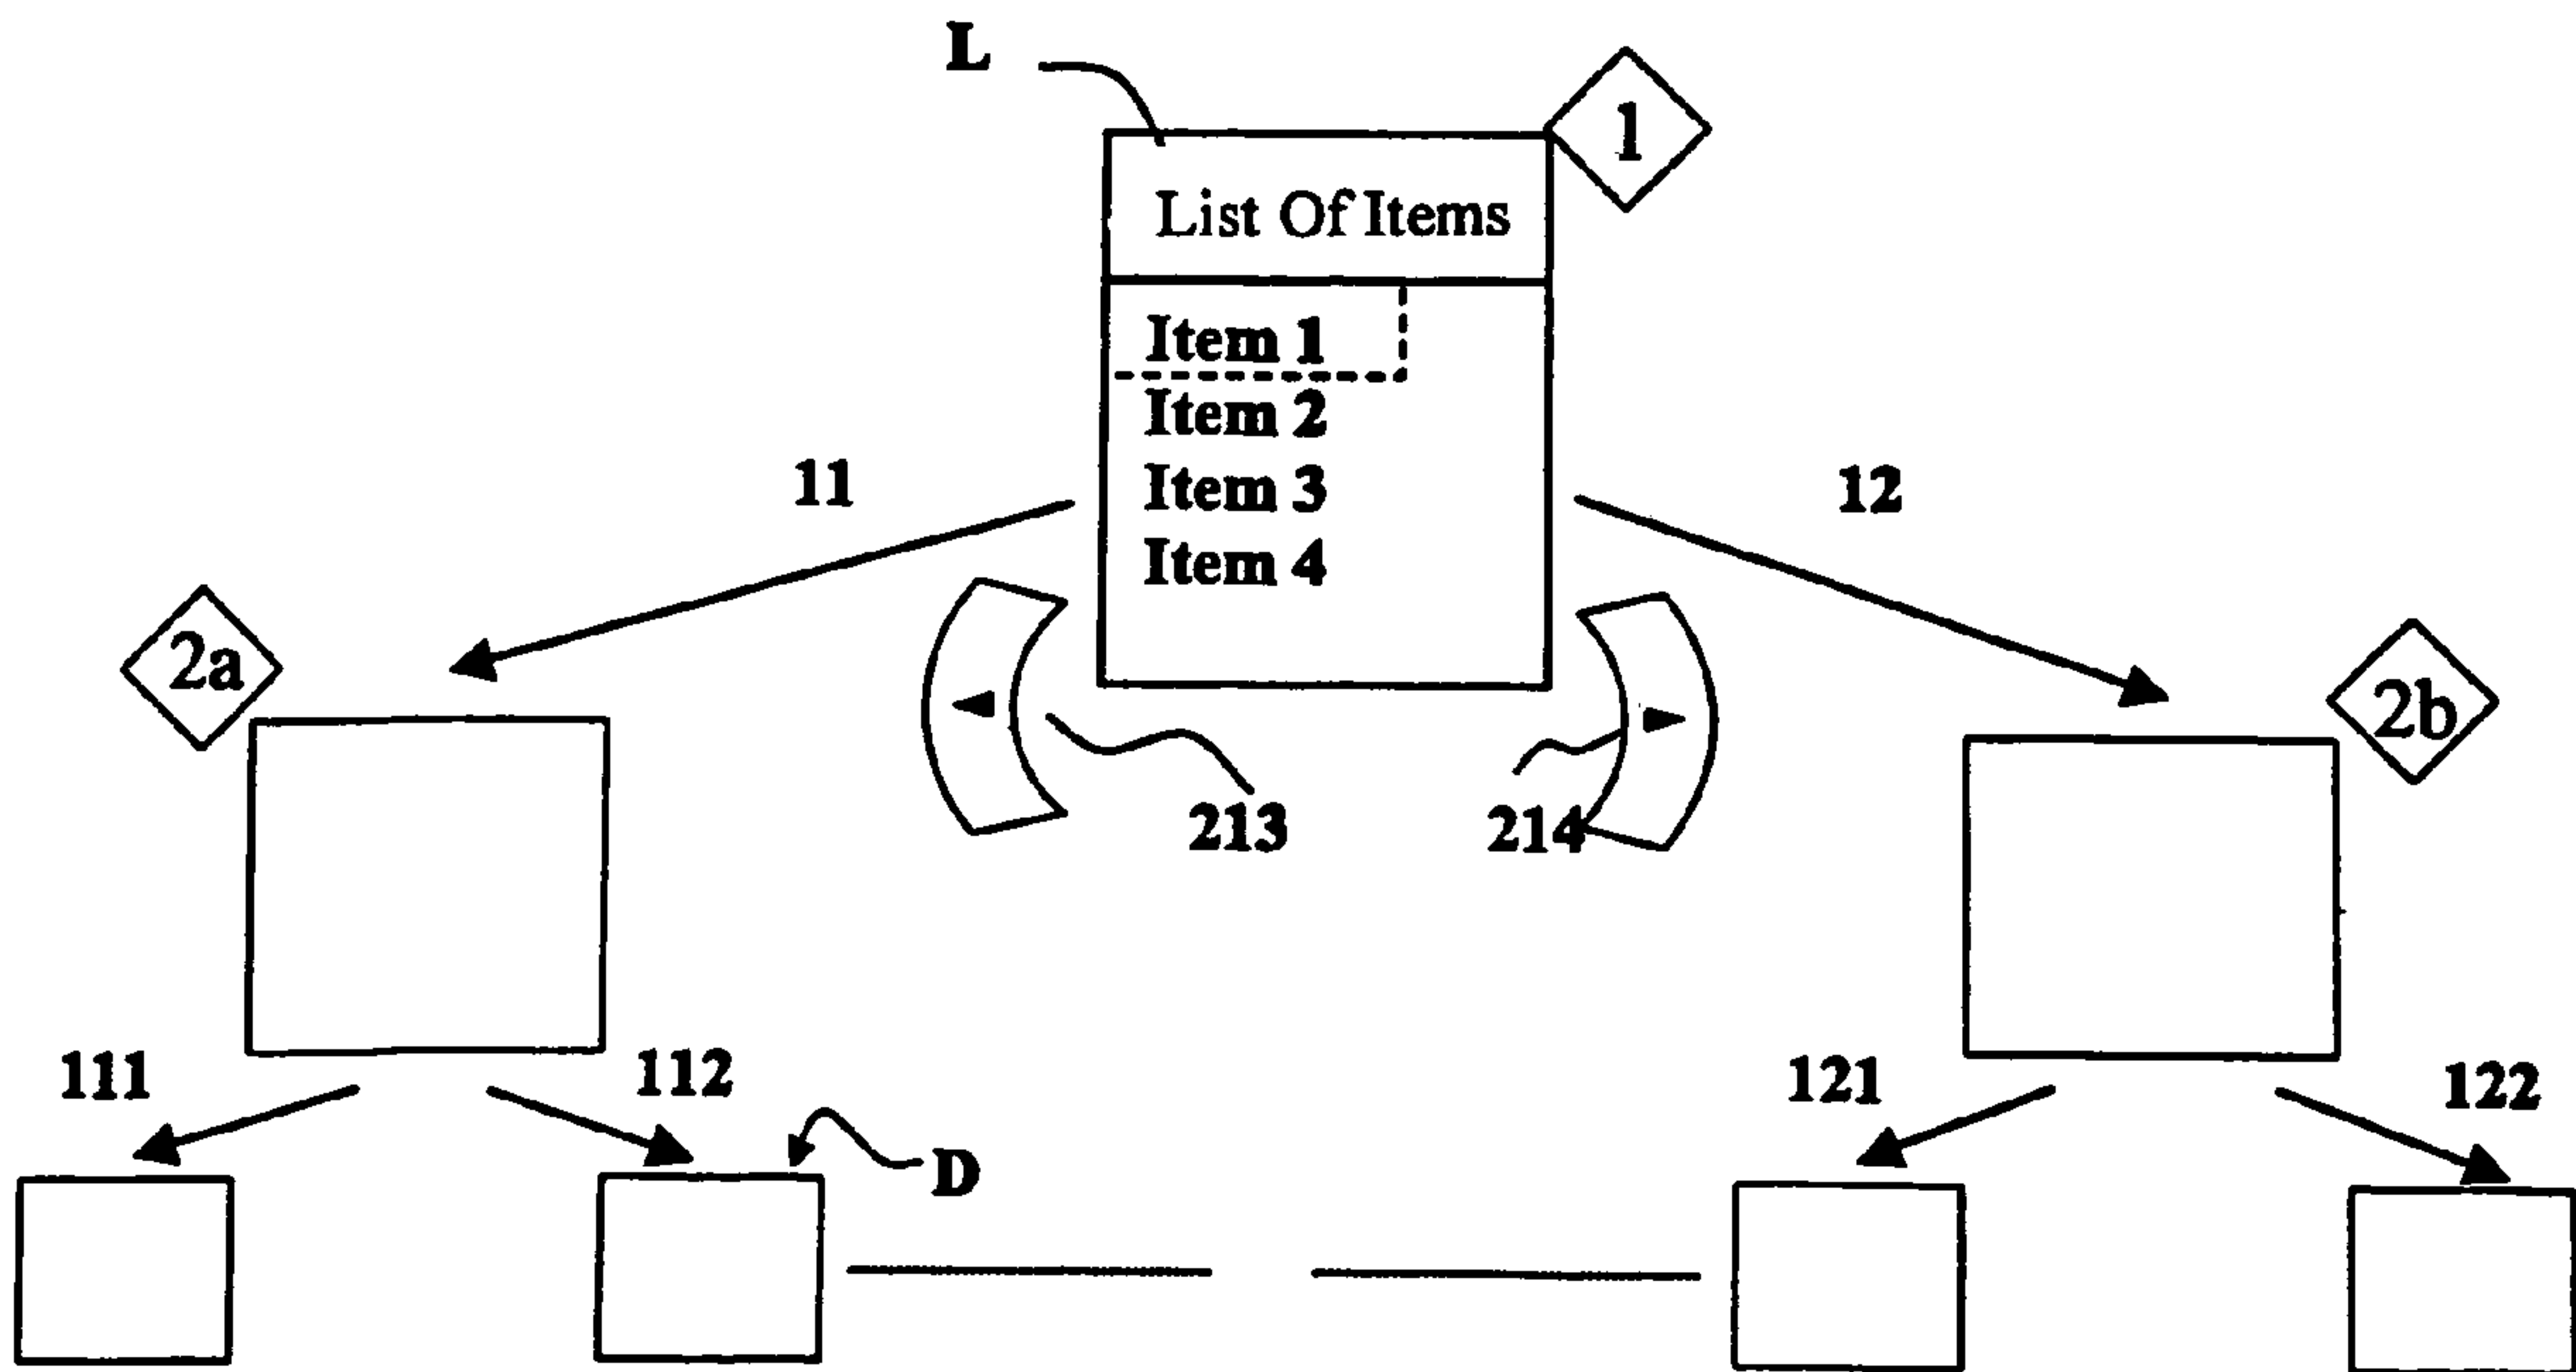 L
1
List Of Items
Item 1
Item 2
Item 3
Item 4
11
12
2a
2b
213
214
111
112
121
122
D